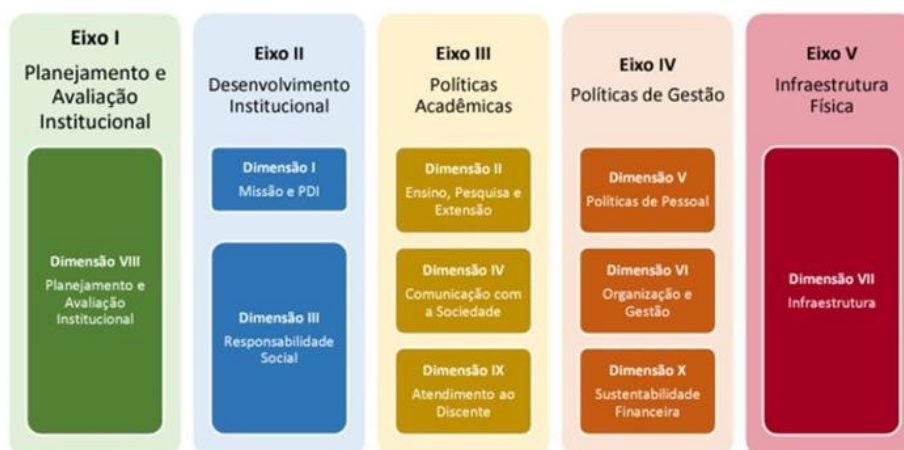 Eixo I
Planejamento e
Avaliação
Institucional
Dimensão VIII
Planejamento e
Avaliação
Institucional
Eixo II
Desenvolvimento
Institucional
Dimensão I
Missão e PDI
Dimensão III
Responsabilidade
Social
Eixo III
Políticas
Acadêmicas
Dimensão II
Ensino, Pesquisa e
Extensão
Dimensão IV
Comunicação com
a Sociedade
Dimensão IX
Atendimento ao
Discente
Eixo IV
Políticas de Gestão
Dimensão V
Políticas de Pessoal
Dimensão VI
Organização e
Gestão
Dimensão X
Sustentabilidade
Financeira
Eixo V
Infraestrutura
Física
Dimensão VII
Infraestrutura